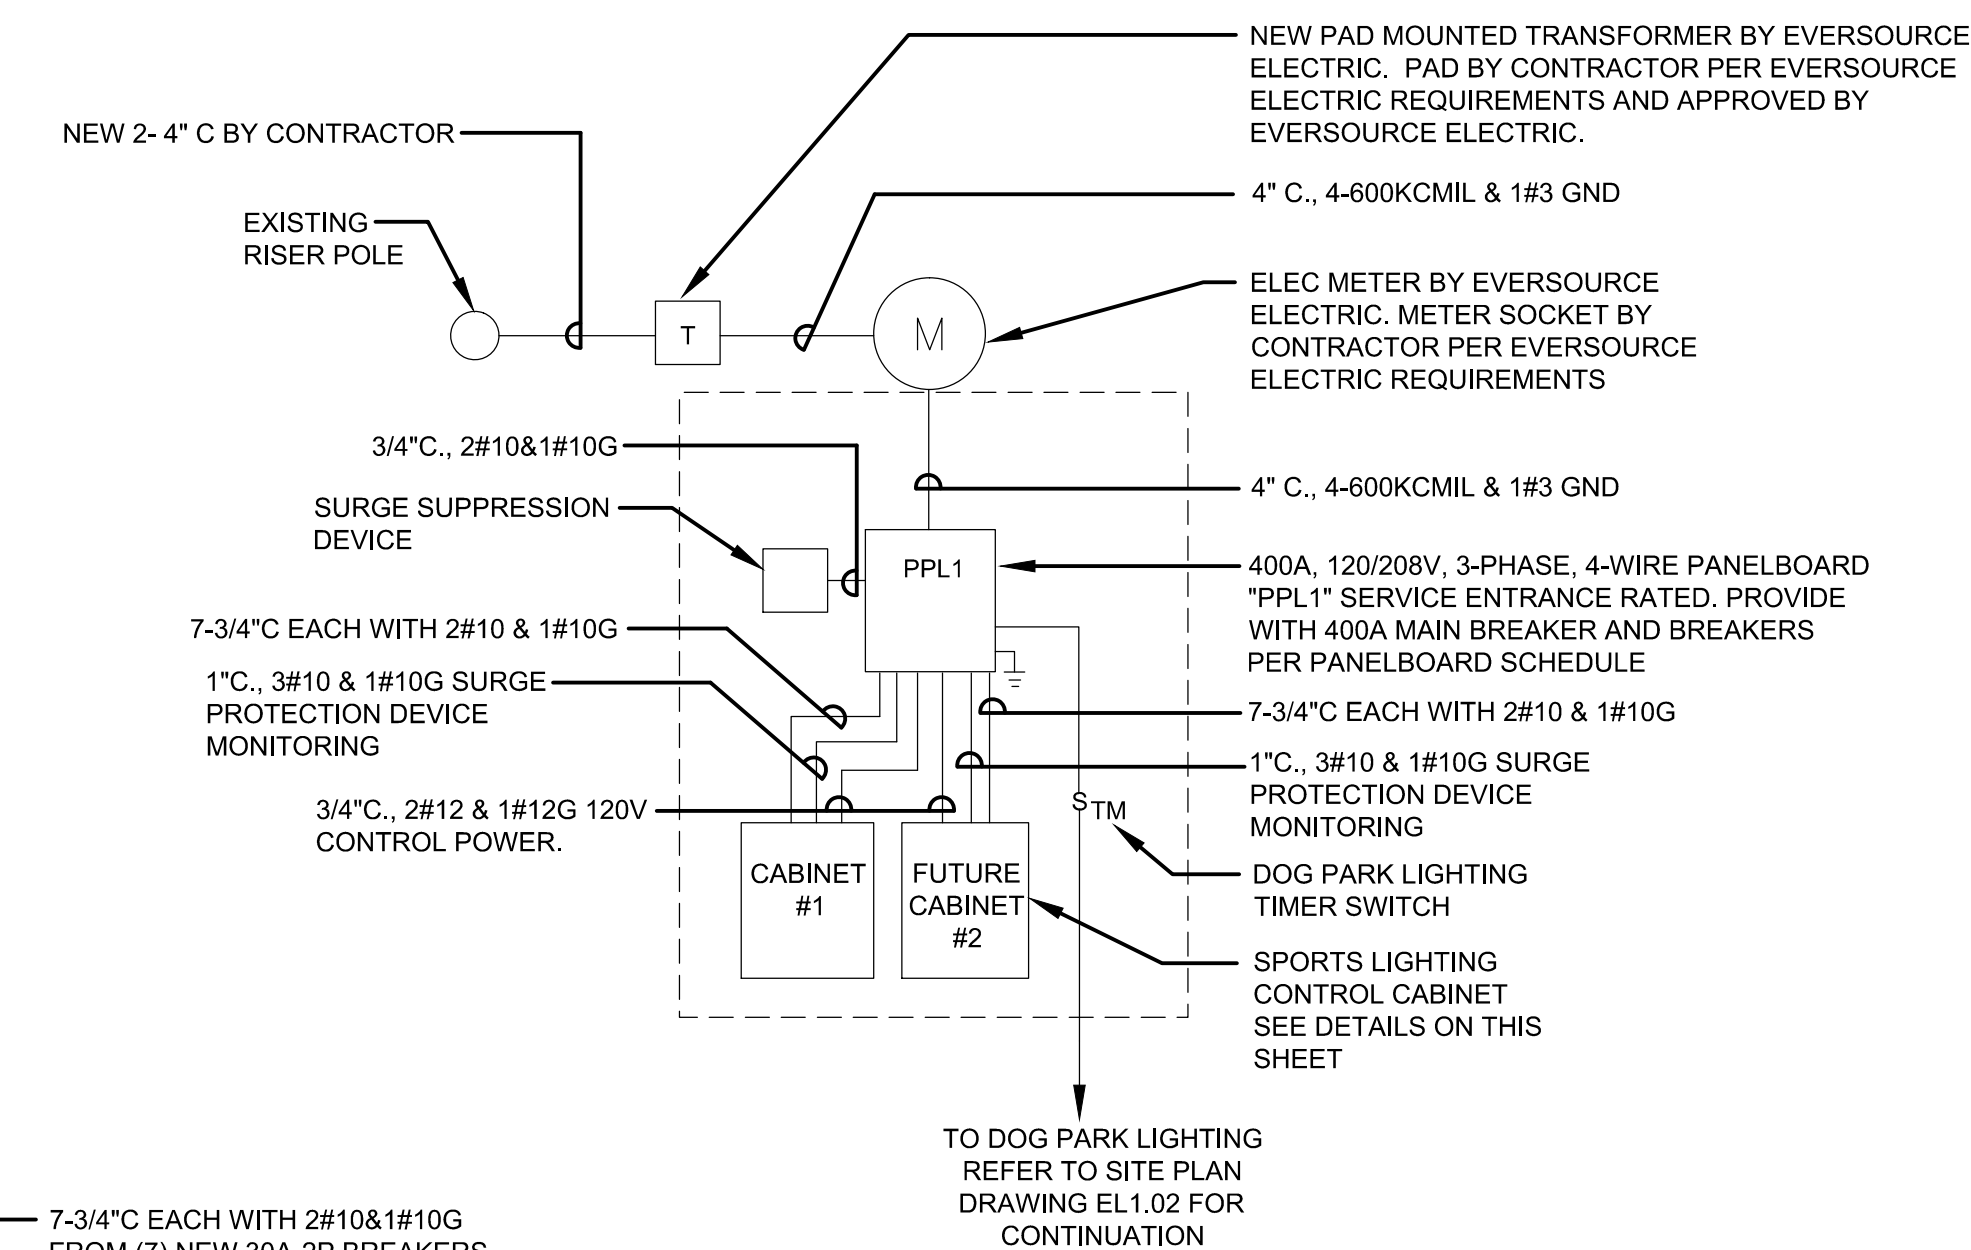 NEW PAD MOUNTED TRANSFORMER BY EVERSOURCE
ELECTRIC. PAD BY CONTRACTOR PER EVERSOURCE
ELECTRIC REQUIREMENTS AND APPROVED BY
EVERSOURCE ELECTRIC.
NEW 2- 4" C BY CONTRACTOR
4" C., 4-600KCMIL & 1#3 GND
EXISTING
RISER POLE
ELEC METER BY EVERSOURCE
ELECTRIC. METER SOCKET BY
CONTRACTOR PER EVERSOURCE
ELECTRIC REQUIREMENTS
T
M
3/4"C., 2#10&1#10G
4" C., 4-600KCMIL & 1#3 GND
SURGE SUPPRESSION
DEVICE
PPL1
400A, 120/208V, 3-PHASE, 4-WIRE PANELBOARD
"PPL1" SERVICE ENTRANCE RATED. PROVIDE
WITH 400A MAIN BREAKER AND BREAKERS
PER PANELBOARD SCHEDULE
7-3/4"C EACH WITH 2#10 & 1#10G
1"C., 3#10 & 1#10G SURGE
PROTECTION DEVICE
MONITORING
7-3/4"C EACH WITH 2#10 & 1#10G
1"C., 3#10 & 1#10G SURGE
PROTECTION DEVICE
MONITORING
3/4"C., 2#12 & 1#12G 120V
CONTROL POWER.
STM
CABINET
#1
FUTURE
CABINET
#2
DOG PARK LIGHTING
TIMER SWITCH
SPORTS LIGHTING
CONTROL CABINET
SEE DETAILS ON THIS
SHEET
TO DOG PARK LIGHTING
REFER TO SITE PLAN
DRAWING EL1.02 FOR
CONTINUATION
7-3/4"C EACH WITH 2#10&1#10G
FROM (7) NEW 30A-2P BREAKERS